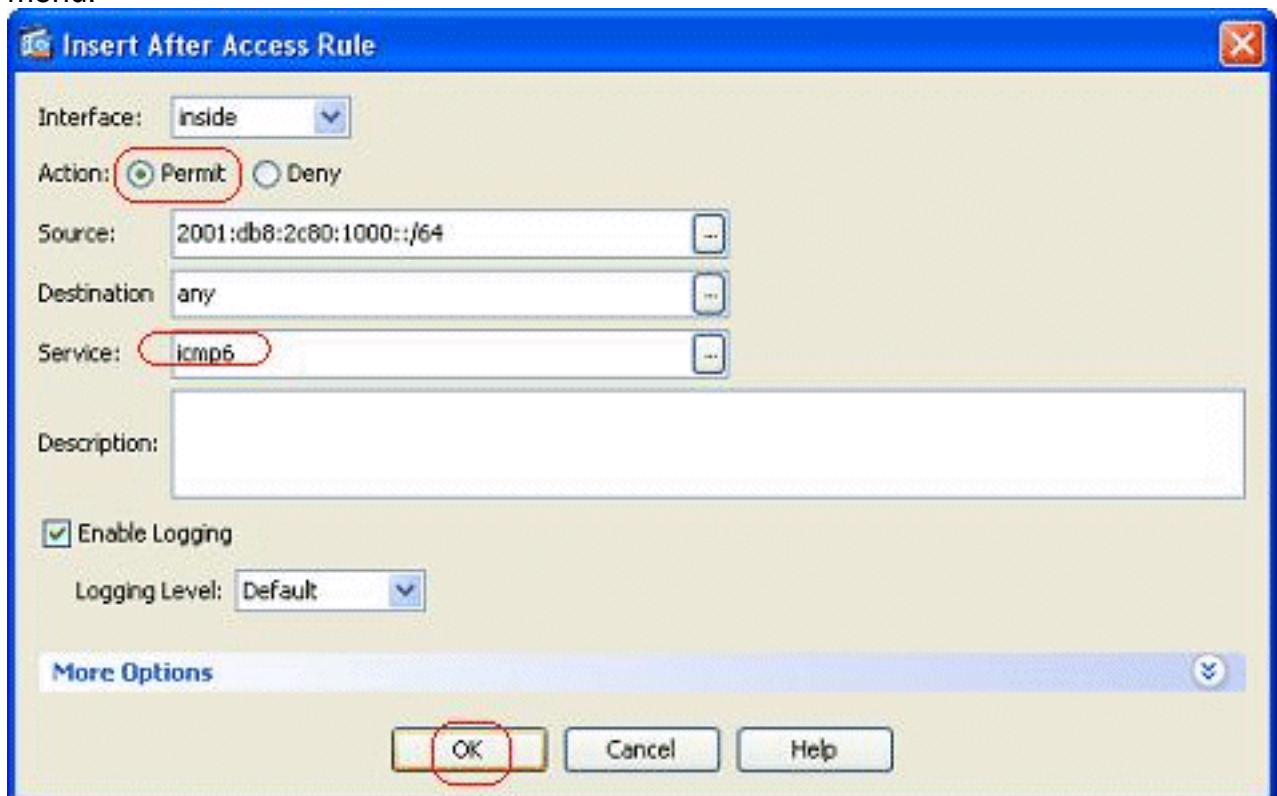 menu.
Insert After Access Rule
Interface: inside
Action: Permit Deny
Source: 2001:db8:2c80:1000::/64 ...
Destination any ...
Service: icmp6 ...
Description:
Enable Logging
Logging Level: Default
More Options
OK Cancel Help